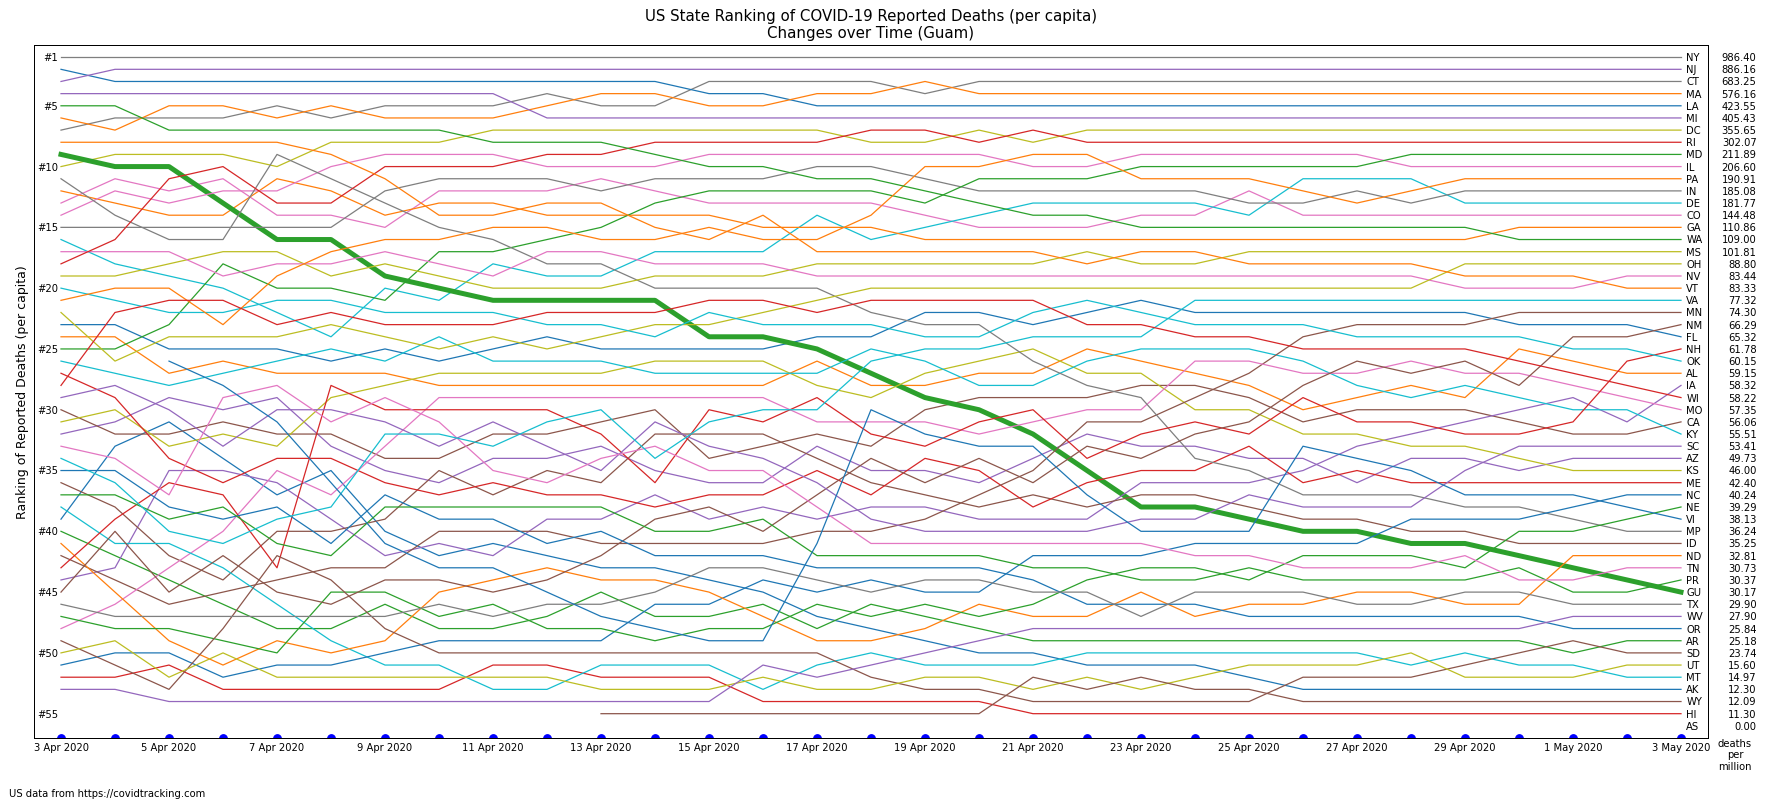 US State Ranking of COVID-19 Reported Deaths (per capita)
Changes over Time (Guam)
Ranking of Reported Deaths (per capita)
#1
#5
#10
#15
#20
#25
#30
#35
#40
#45
#50
#55
NY 986.40
NJ 886.16
CT 683.25
MA 576.16
LA 423.55
MI 405.43
DC 355.65
RI 302.07
MD 211.89
IL 206.60
PA 190.91
IN 185.08
DE 181.77
CO 144.48
GA 110.86
WA 109.00
MS 101.81
OH 88.80
NV 83.44
VT 83.33
VA 77.32
MN 74.30
NM 66.29
FL 65.32
NH 61.78
OK 60.15
AL 59.15
IA 58.32
WI 58.22
MO 57.35
CA 56.06
KY 55.51
SC 53.41
AZ 49.73
KS 46.00
ME 42.40
NC 40.24
NE 39.29
VI 38.13
MP 36.24
ID 35.25
ND 32.81
TN 30.73
PR 30.37
GU 30.17
TX 29.90
WV 27.90
OR 25.84
AR 25.18
SD 23.74
UT 15.60
MT 14.97
AK 12.30
WY 12.09
HI 11.30
AS 0.00
3 Apr 2020 5 Apr 2020 7 Apr 2020 9 Apr 2020 11 Apr 2020 13 Apr 2020 15 Apr 2020 17 Apr 2020 19 Apr 2020 21 Apr 2020 23 Apr 2020 25 Apr 2020 27 Apr 2020 29 Apr 2020 1 May 2020 3 May 2020
deaths
per
million
US data from https://covidtracking.com